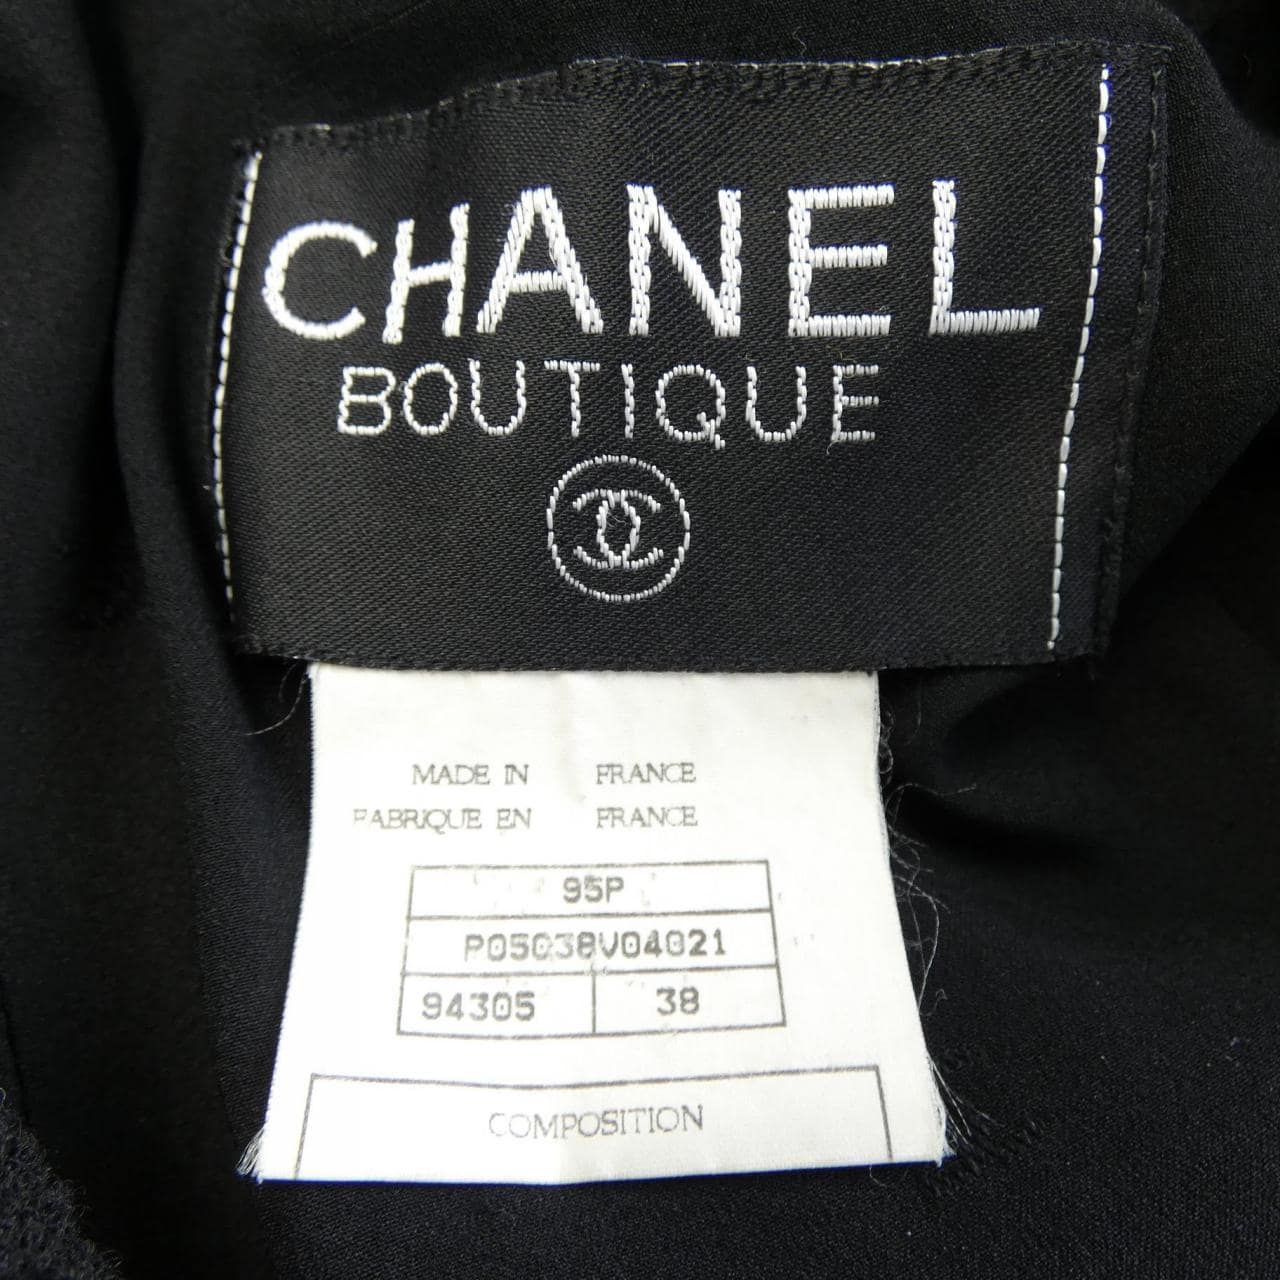 CHANEL
BOUTIQUE
MADE IN FRANCE
FABRIQUE EN FRANCE
95P
P05038V04021
94305 38
COMPOSITION